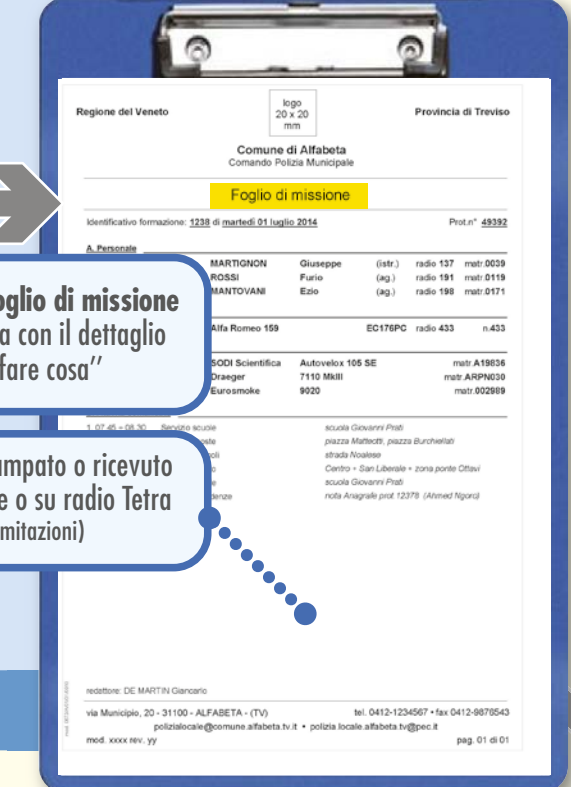 logo
20 x 20
mm
Regione del Veneto
Provincia di Treviso
Comune di Alfabeta
Comando Polizia Municipale
Foglio di missione
Identificativo formazione: 1238 di martedì 01 luglio 2014 Prot.n° 49392
A. Personale
MARTIGNON Giuseppe (istr.) radio 137 matr.0039
ROSSI Furio (ag.) radio 191 matr.0119
MANTOVANI Ezio (ag.) radio 198 matr.0171
Alfa Romeo 159 EC176PC radio 433 n.433
SODI Scientifica Autovelox 105 SE matr.A19836
Draeger 7110 MkIII matr.ARPN030
Eurosmoke 9020 matr.002989
oglio di missione
a con il dettaglio
fare cosa”
1 07.45 – 08.30 Servizio scuole scuola Giovanni Prati
oste piazza Matteotti, piazza Burchiellati
oli strada Noalese
Centro + San Liberale + zona ponte Ottavi
scuola Giovanni Prati
denze nota Anagrafe prot 12378 (Ahmed Ngord)
ampato o ricevuto
e o su radio Tetra
mitazioni)
redattore: DE MARTIN Giancarlo
via Municipio, 20 - 31100 - ALFABETA - (TV) tel. 0412-1234567 • fax 0412-9876543
polizialocale@comune.alfabeta.tv.it • polizia locale.alfabeta.tv@pec.it
mod. xxxx rev. yy pag. 01 di 01